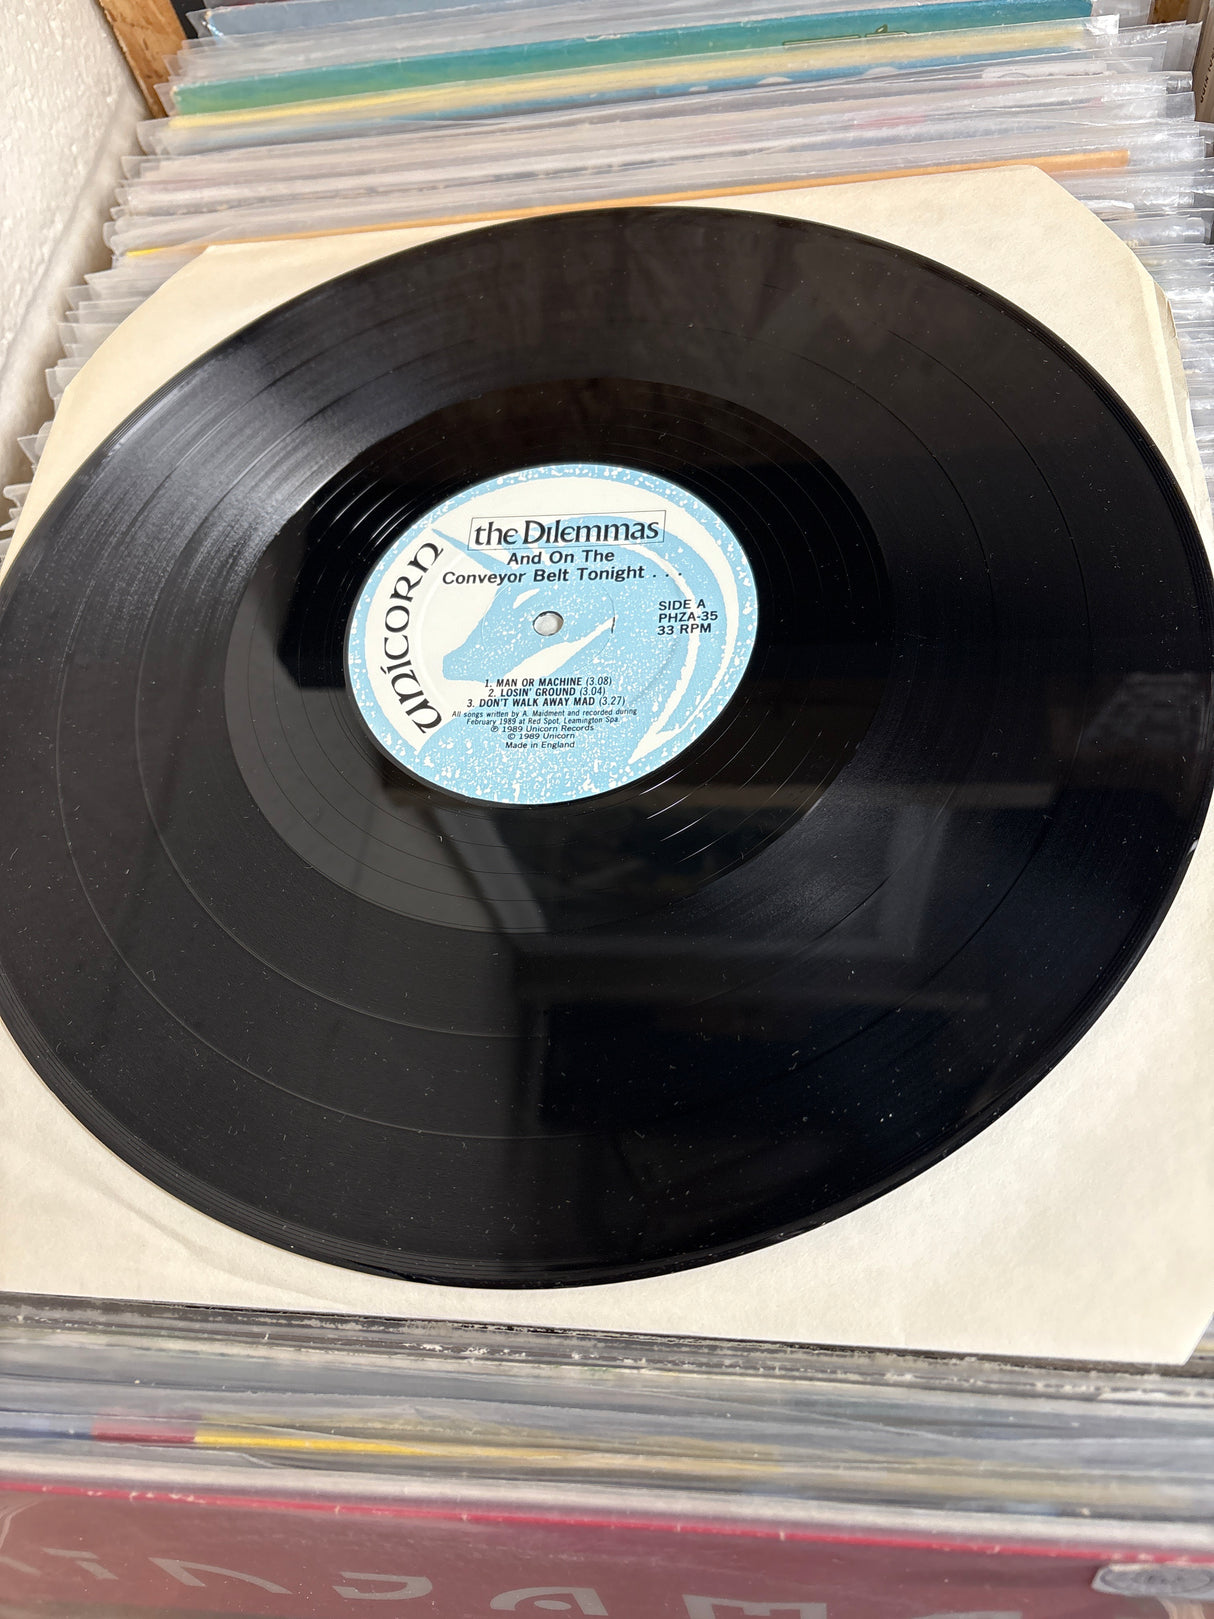 the Dilemmas
And On The
Conveyor Belt Tonight . . .
UNICORN
SIDE A
PHZA-35
33 RPM
1. MAN OR MACHINE (3.08)
2. LOSIN' GROUND (3.04)
3. DON'T WALK AWAY MAD (3.27)
All songs written by A. Maidment and recorded during
February 1989 at Red Spot, Leamington Spa.
℗ 1989 Unicorn Records
© 1989 Unicorn
Made in England